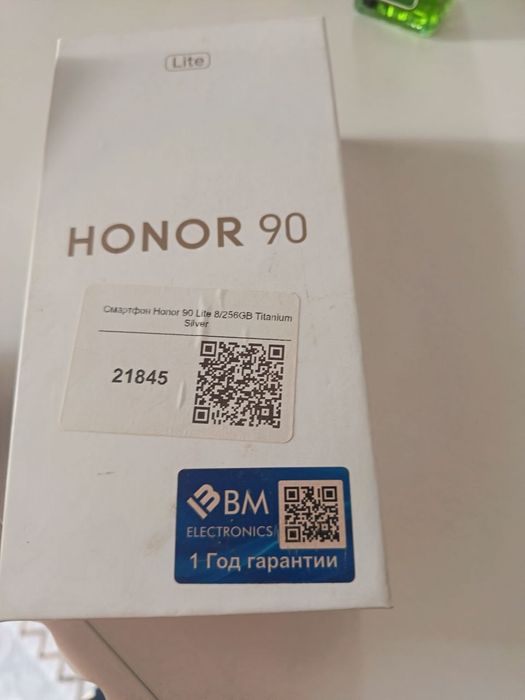 Lite
HONOR 90
Смартфон Honor 90 Lite 8/256GB Titanium
Silver
21845
BM
ELECTRONICS
1 Год гарантии